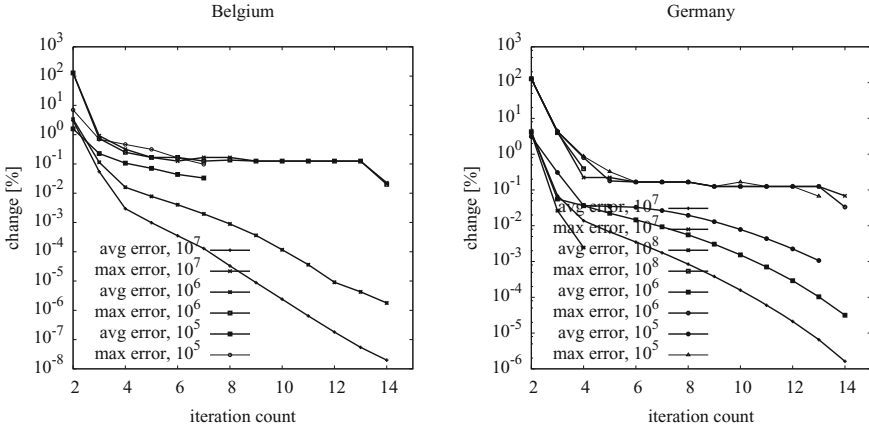 Belgium
10^3
10^2
10^1
10^0
10^-1
10^-2
10^-3
10^-4
10^-5
10^-6
10^-7
10^-8
change [%]
avg error, 10^7
max error, 10^7
avg error, 10^6
max error, 10^6
avg error, 10^5
max error, 10^5
2 4 6 8 10 12 14
iteration count
Germany
10^3
10^2
10^1
10^0
10^-1
10^-2
10^-3
10^-4
10^-5
10^-6
change [%]
avg error, 10^7
max error, 10^7
avg error, 10^8
max error, 10^8
avg error, 10^6
max error, 10^6
avg error, 10^5
max error, 10^5
2 4 6 8 10 12 14
iteration count